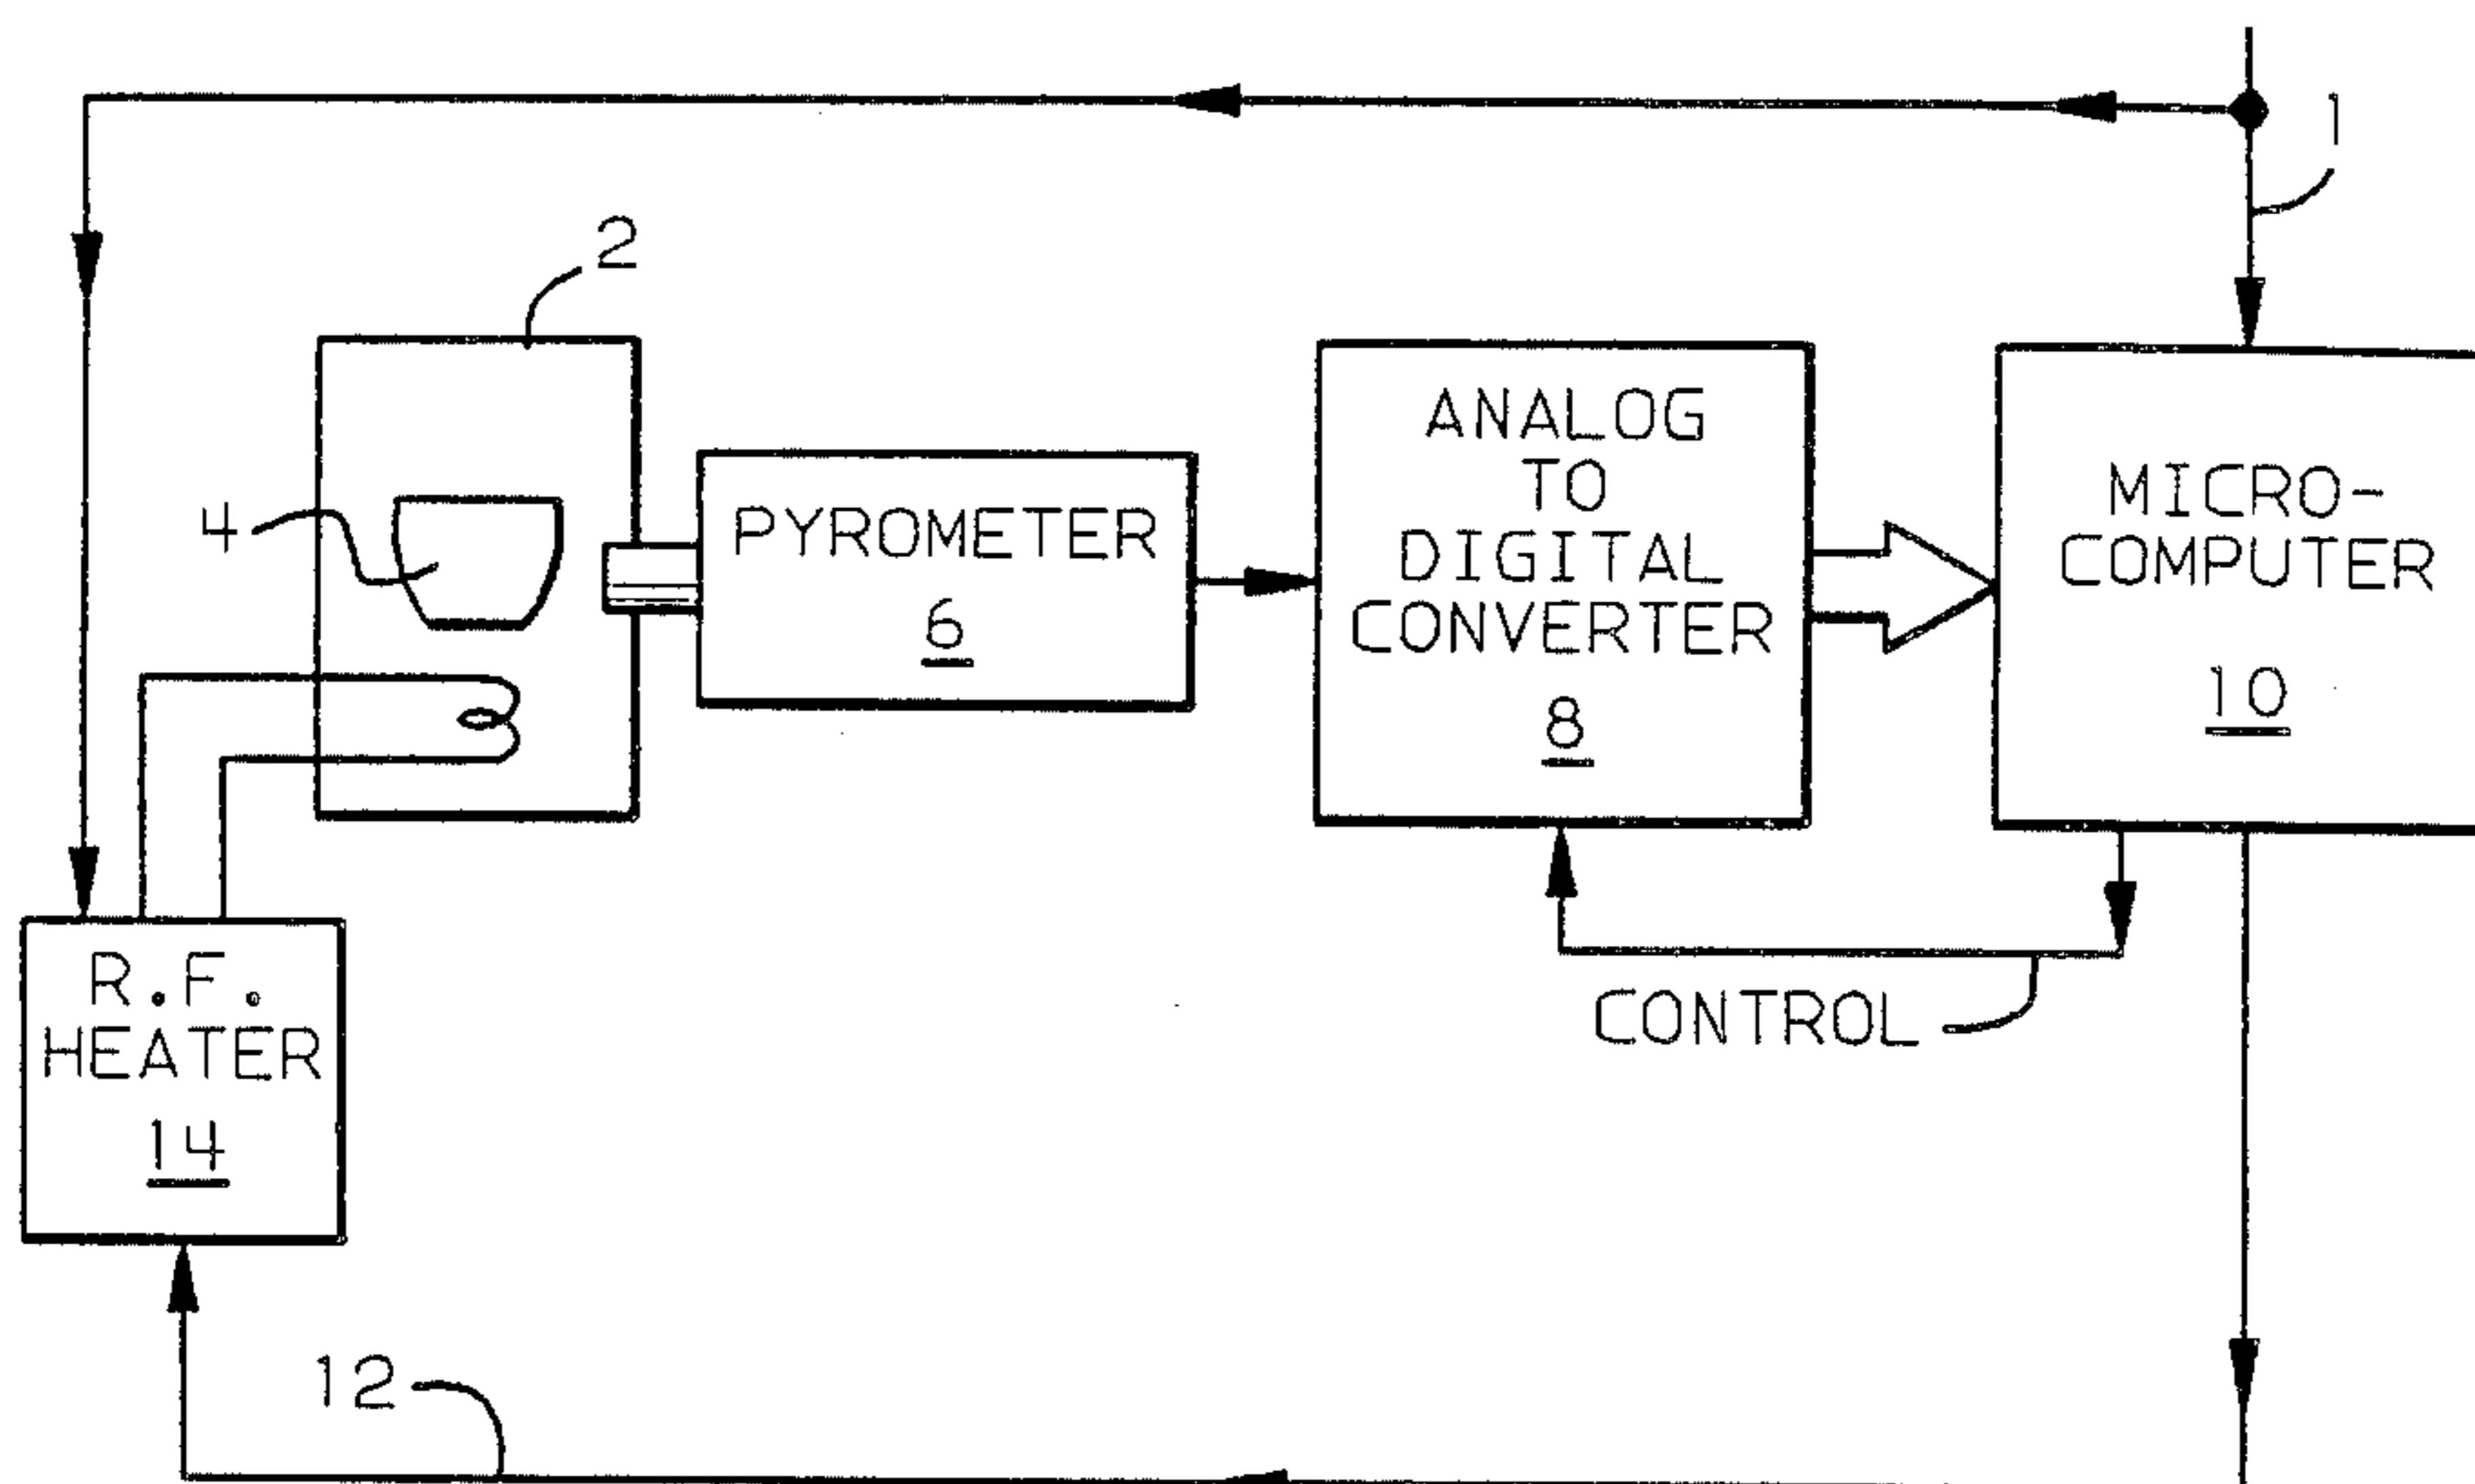 1
2
4
PYROMETER
6
ANALOG
TO
DIGITAL
CONVERTER
8
MICRO-
COMPUTER
10
R.F.
HEATER
14
CONTROL
12